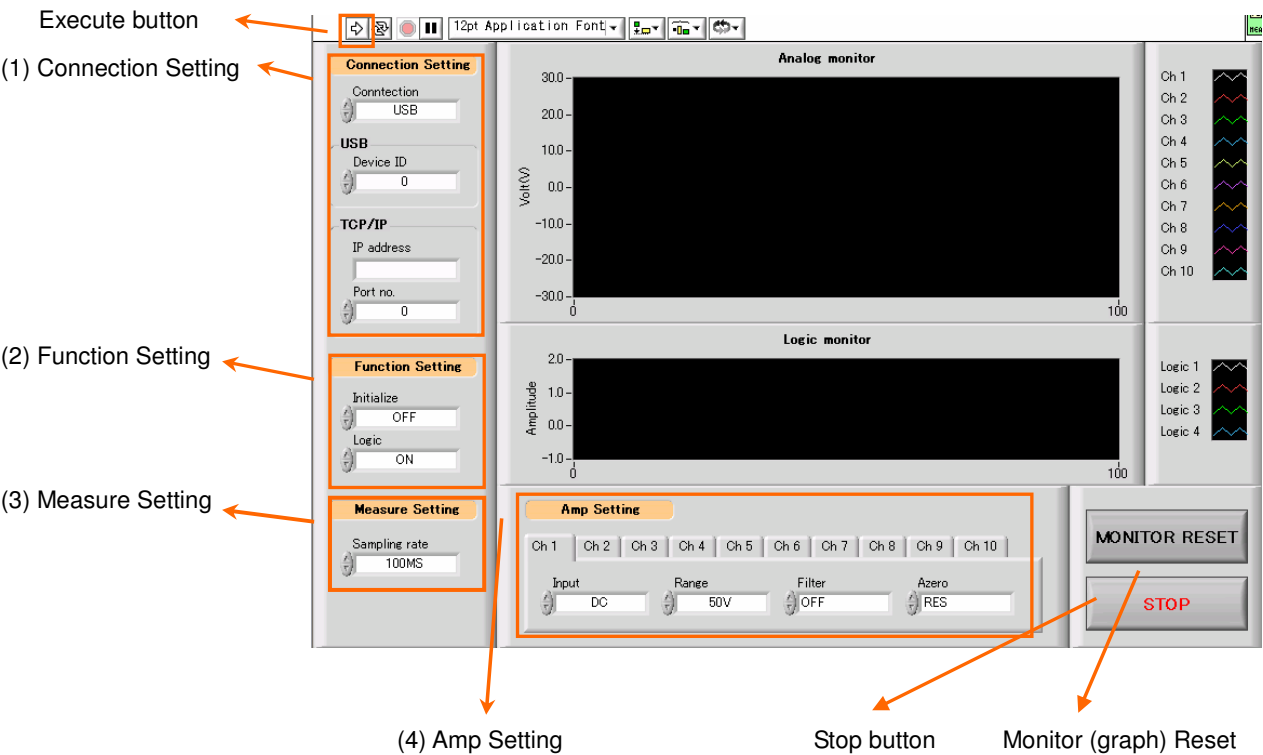 Execute button
12pt Application Font
(1) Connection Setting
Connection Setting
Conntection
USB
USB
Device ID
0
TCP/IP
IP address
Port no.
0
Analog monitor
Volt(V)
30.0
20.0
10.0
0.0
-10.0
-20.0
-30.0
0
100
Ch 1
Ch 2
Ch 3
Ch 4
Ch 5
Ch 6
Ch 7
Ch 8
Ch 9
Ch 10
(2) Function Setting
Function Setting
Initialize
OFF
Logic
ON
Logic monitor
Amplitude
2.0
1.0
0.0
-1.0
0
100
Logic 1
Logic 2
Logic 3
Logic 4
(3) Measure Setting
Measure Setting
Sampling rate
100MS
Amp Setting
Ch 1 Ch 2 Ch 3 Ch 4 Ch 5 Ch 6 Ch 7 Ch 8 Ch 9 Ch 10
Input Range Filter Azero
DC 50V OFF RES
MONITOR RESET
STOP
(4) Amp Setting
Stop button
Monitor (graph) Reset